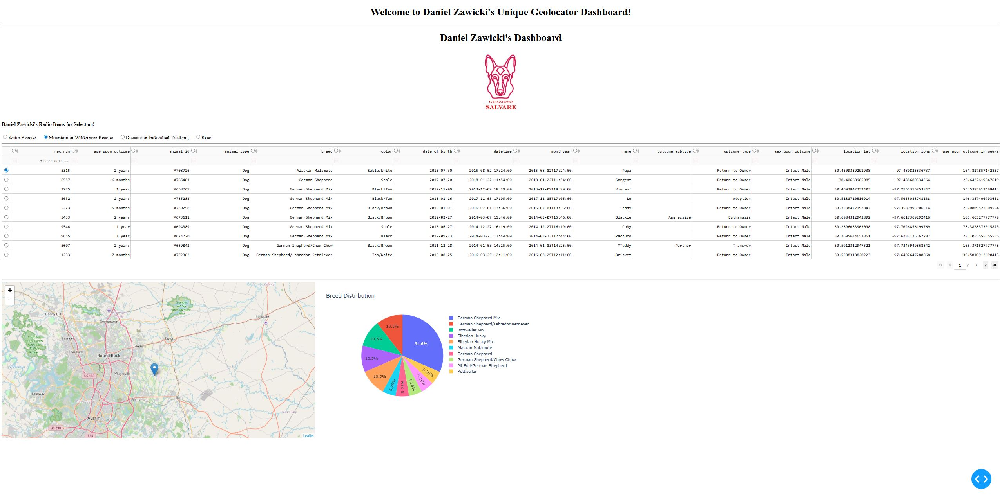 Welcome to Daniel Zawicki's Unique Geolocator Dashboard!
Daniel Zawicki's Dashboard
GRAZIOSO
SALVARE
Daniel Zawicki's Radio Items for Selection!
Water Rescue Mountain or Wilderness Rescue Disaster or Individual Tracking Reset
rec_num age_upon_outcome animal_id animal_type breed color date_of_birth datetime monthyear name outcome_subtype outcome_type sex_upon_outcome location_lat location_long age_upon_outcome_in_weeks
filter data...
5315 2 years A708726 Dog Alaskan Malamute Sable/White 2013-07-30 2015-08-02 17:24:00 2015-08-02T17:24:00 Papa Return to Owner Intact Male 30.4309339291938 -97.480825836737 104.817857142857
6557 6 months A765461 Dog German Shepherd Sable 2017-07-20 2018-01-22 11:54:00 2018-01-22T11:54:00 Sargent Return to Owner Intact Male 30.40668985085 -97.485680334264 26.6422619047619
2275 1 year A668767 Dog German Shepherd Mix Black/Tan 2012-11-09 2013-12-09 18:29:00 2013-12-09T18:29:00 Vincent Return to Owner Intact Male 30.4693842352403 -97.2765316853847 56.5385912698413
5032 2 years A765283 Dog German Shepherd Mix Black/Tan 2015-01-16 2017-11-05 17:05:00 2017-11-05T17:05:00 Lu Adoption Intact Male 30.5180710510914 -97.5035088748138 146.387400793651
5273 5 months A730258 Dog German Shepherd Mix Black/Brown 2016-01-01 2016-07-01 13:36:00 2016-07-01T13:36:00 Teddy Return to Owner Intact Male 30.3238472197847 -97.3589995906214 26.0809523809524
5433 2 years A673611 Dog German Shepherd Mix Black/Brown 2012-02-27 2014-03-07 15:46:00 2014-03-07T15:46:00 Blackie Aggressive Euthanasia Intact Male 30.6984312942892 -97.6617369292416 105.665277777778
9544 1 year A694389 Dog German Shepherd Mix Sable 2013-06-27 2014-12-27 16:19:00 2014-12-27T16:19:00 Coby Return to Owner Intact Male 30.2696033963098 -97.7026856199769 78.3828373015873
9655 1 year A674720 Dog German Shepherd Mix Black 2012-09-23 2014-03-23 17:44:00 2014-03-23T17:44:00 Pachuco Return to Owner Intact Male 30.3695644651861 -97.6787136367287 78.1055555555556
5607 2 years A669842 Dog German Shepherd/Chow Chow Black/Brown 2011-12-28 2014-01-03 14:25:00 2014-01-03T14:25:00 *Teddy Partner Transfer Intact Male 30.5912312947521 -97.7343949868642 105.371527777778
1233 7 months A722362 Dog German Shepherd/Labrador Retriever Tan/White 2015-08-25 2016-03-25 12:11:00 2016-03-25T12:11:00 Brisket Return to Owner Intact Male 30.5288318820223 -97.6407647288868 30.5010912698413
1 / 2
+
−
County
Granger
Wildlife
Management
Area
Liberty Hill
Williamson
County
Georgetown
Rockdale
Balcones
Canyonlands
National
Wildlife
Refuge
Leander
Taylor
Hutto
Cedar Park
Round Rock
Lake Travis
Pflugerville
US 183
Lakeway
Travis County
Manor
Elgin
Lee County
Austin
US 290
I 35
Leaflet
Breed Distribution
31.6%
10.5%
10.5%
10.5%
10.5%
5.26%
5.26%
5.26%
5.26%
5.26%
German Shepherd Mix
German Shepherd/Labrador Retriever
Rottweiler Mix
Siberian Husky
Siberian Husky Mix
Alaskan Malamute
German Shepherd
German Shepherd/Chow Chow
Pit Bull/German Shepherd
Rottweiler